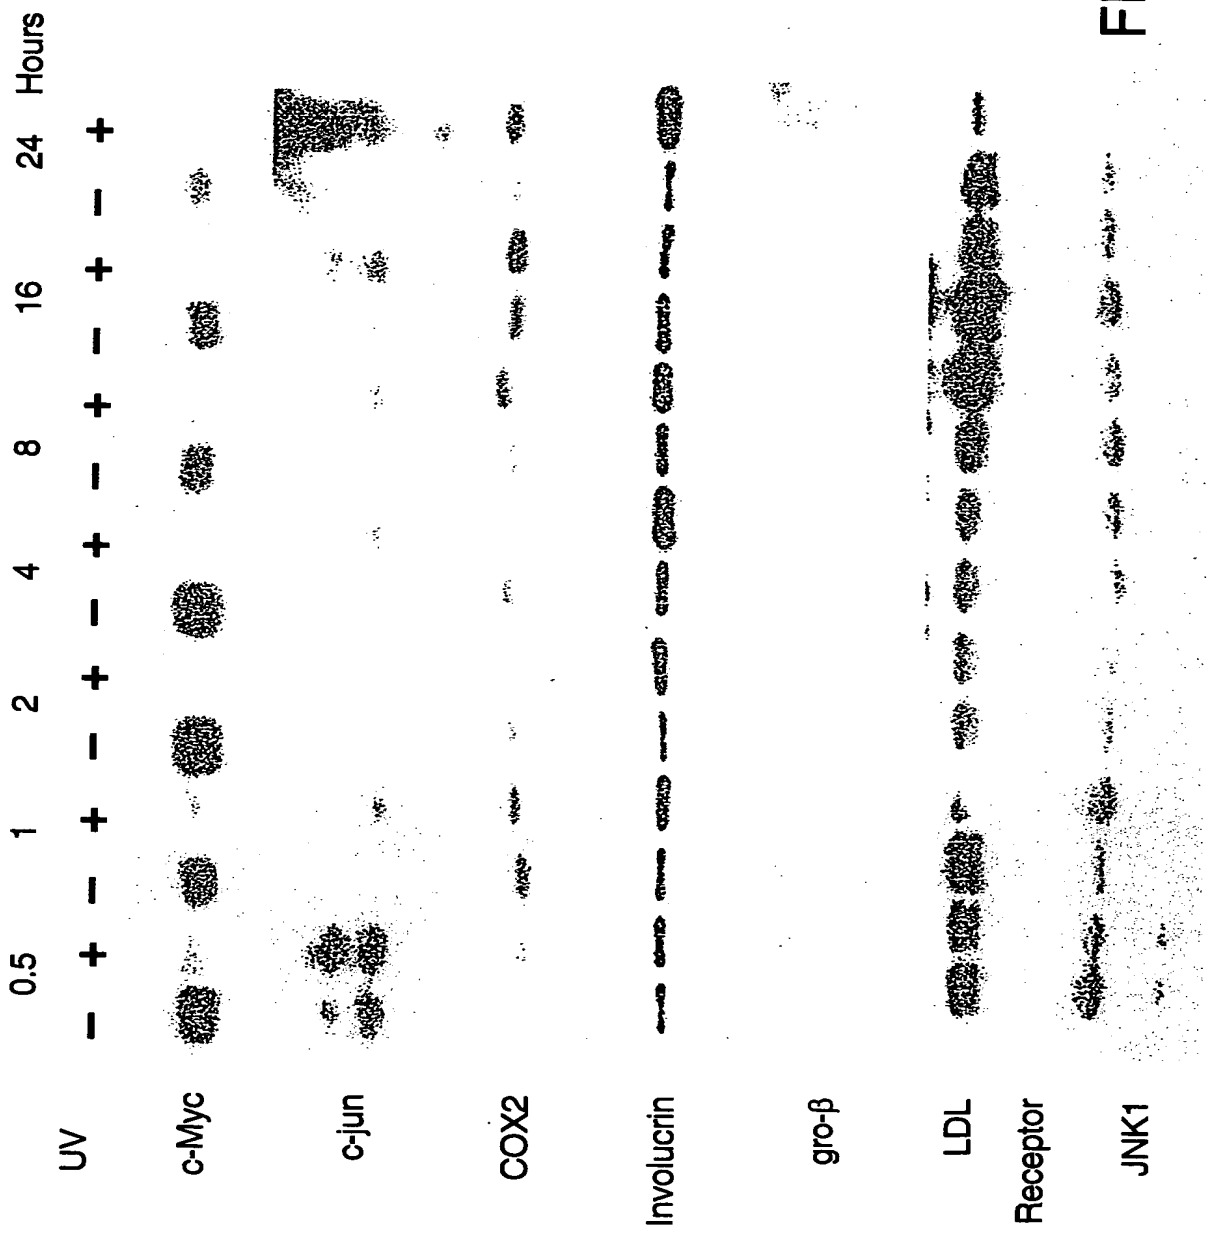 0.5 1 2 4 8 16 24 Hours
UV − + − + − + − + − + − + − +
c-Myc
c-jun
COX2
Involucrin
gro-β
LDL
Receptor
JNK1